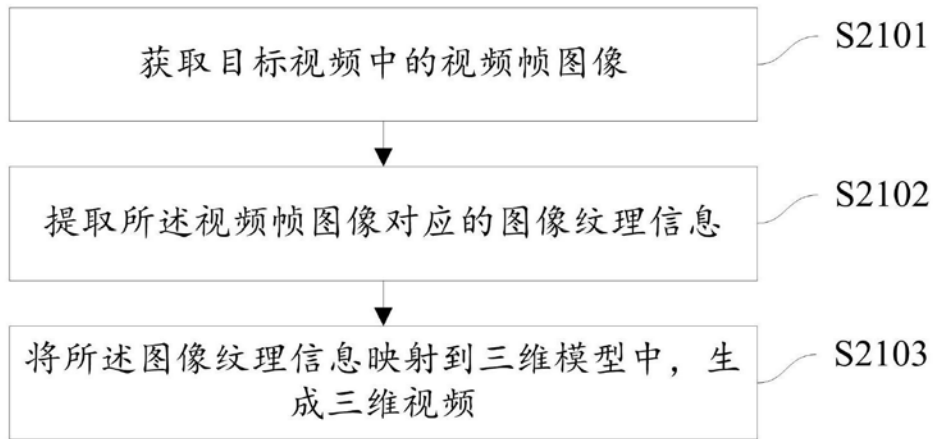 获取目标视频中的视频帧图像
S2101
提取所述视频帧图像对应的图像纹理信息
S2102
将所述图像纹理信息映射到三维模型中，生
成三维视频
S2103